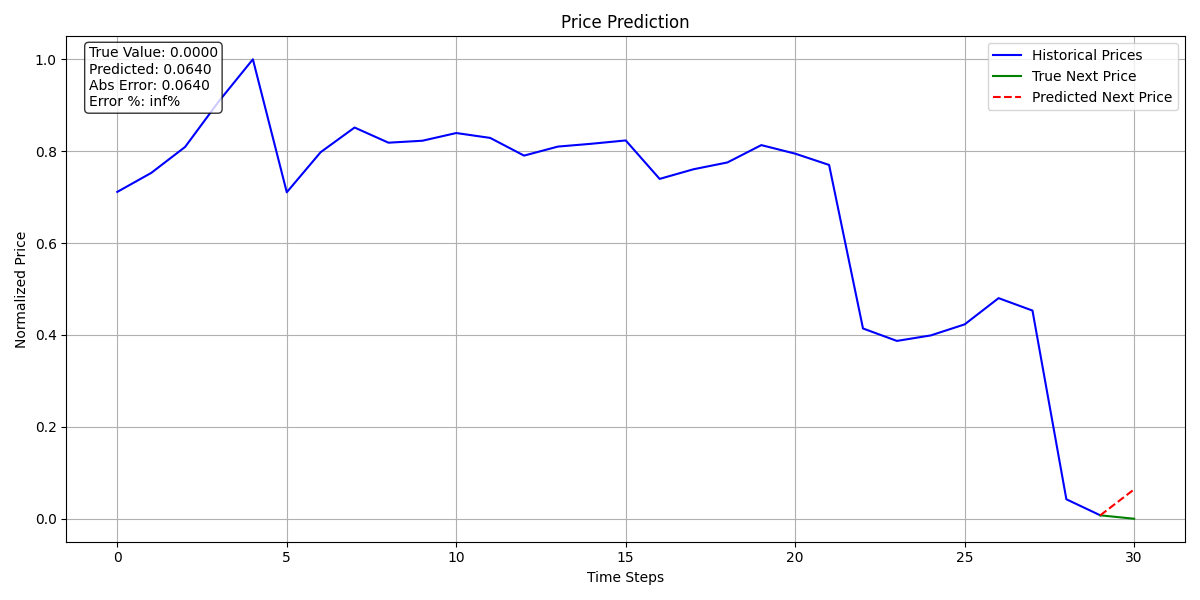 Price Prediction
True Value: 0.0000
Predicted: 0.0640
Abs Error: 0.0640
Error %: inf%
Historical Prices
True Next Price
Predicted Next Price
Normalized Price
1.0
0.8
0.6
0.4
0.2
0.0
0 5 10 15 20 25 30
Time Steps